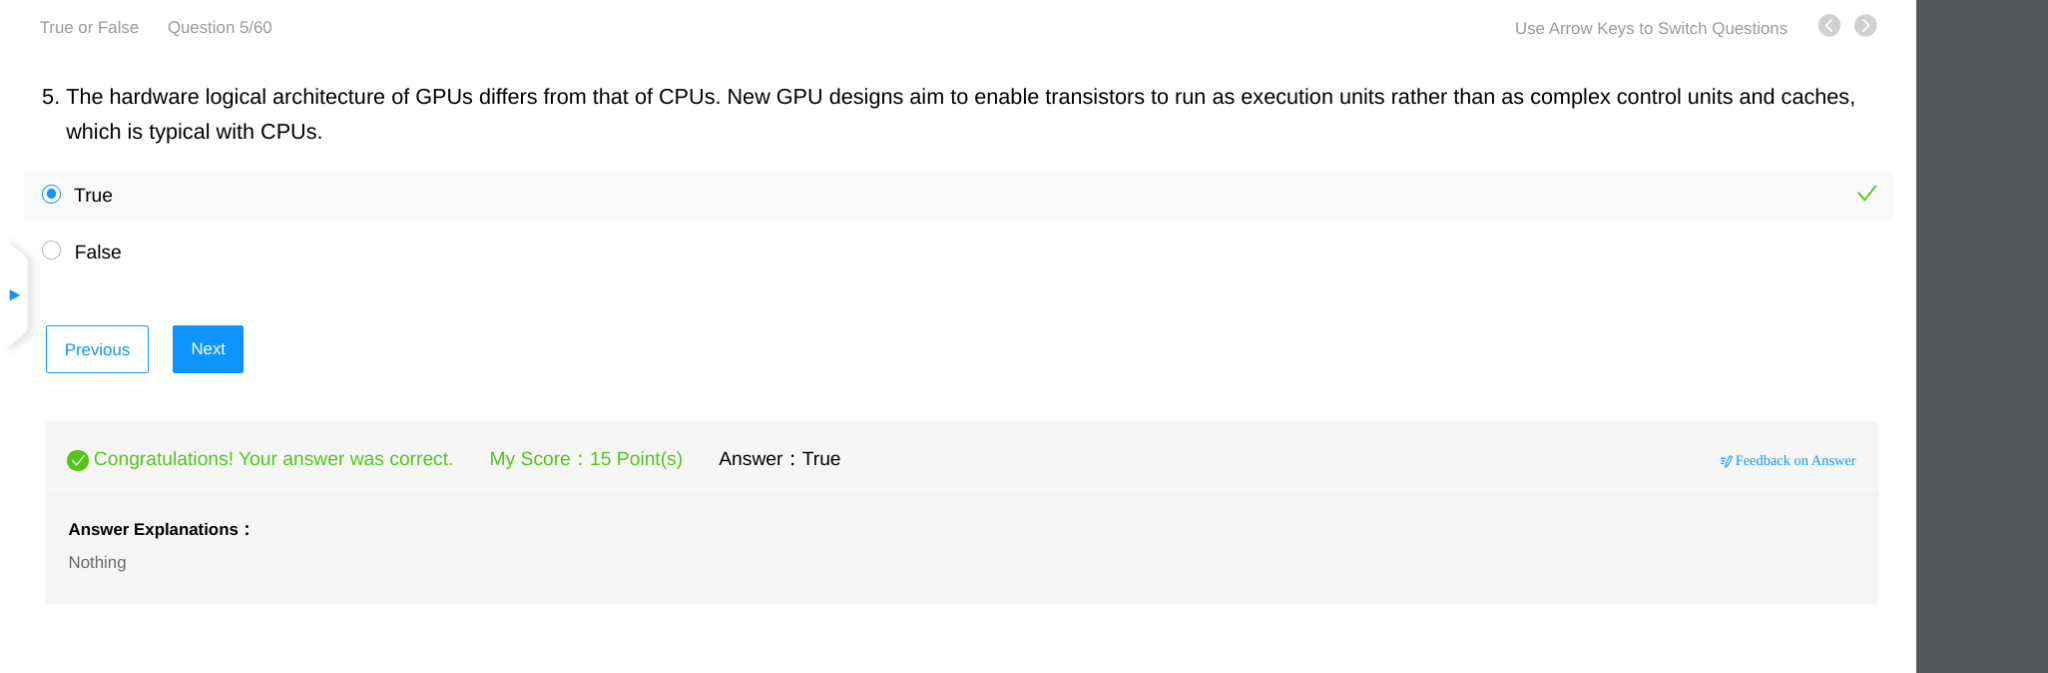 True or False Question 5/60 Use Arrow Keys to Switch Questions
5. The hardware logical architecture of GPUs differs from that of CPUs. New GPU designs aim to enable transistors to run as execution units rather than as complex control units and caches,
which is typical with CPUs.
True
False
Previous Next
Congratulations! Your answer was correct. My Score：15 Point(s) Answer：True Feedback on Answer
Answer Explanations：
Nothing